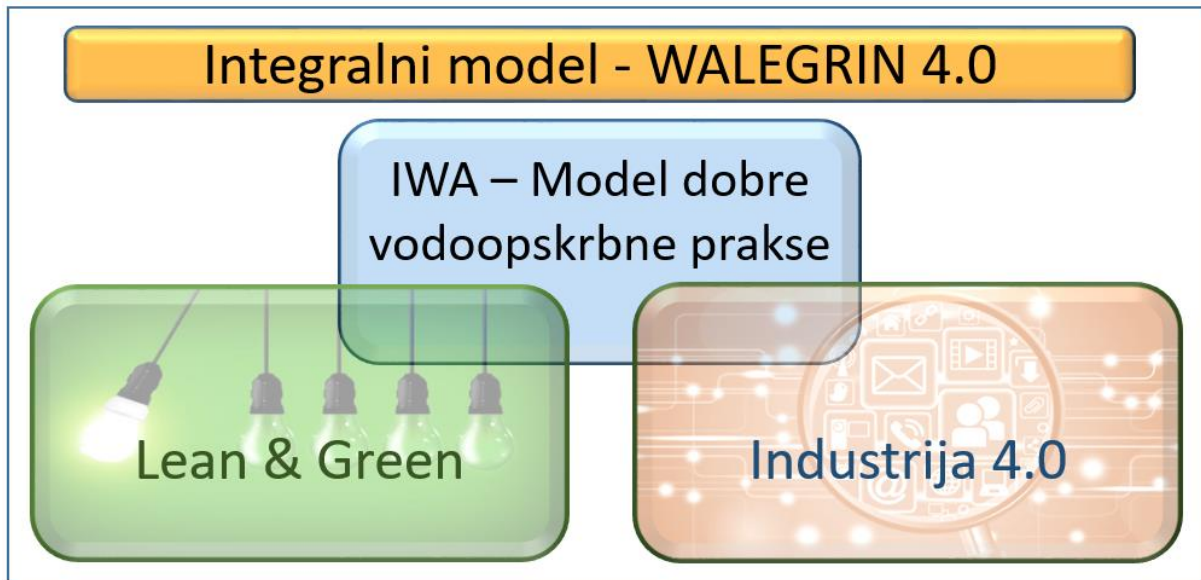 Integralni model - WALEGRIN 4.0
IWA – Model dobre
vodoopskrbne prakse
Lean & Green
Industrija 4.0